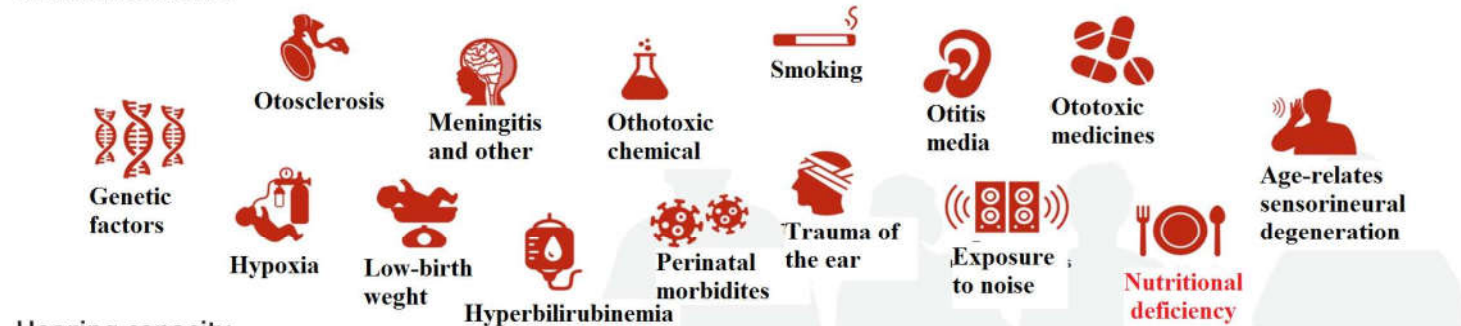 Smoking
Otosclerosis
Meningitis
and other
Othotoxic
chemical
Otitis
media
Ototoxic
medicines
Genetic
factors
Age-relates
sensorineural
degeneration
Hypoxia
Low-birth
weght
Hyperbilirubinemia
Perinatal
morbidites
Trauma of
the ear
Exposure
to noise
Nutritional
deficiency